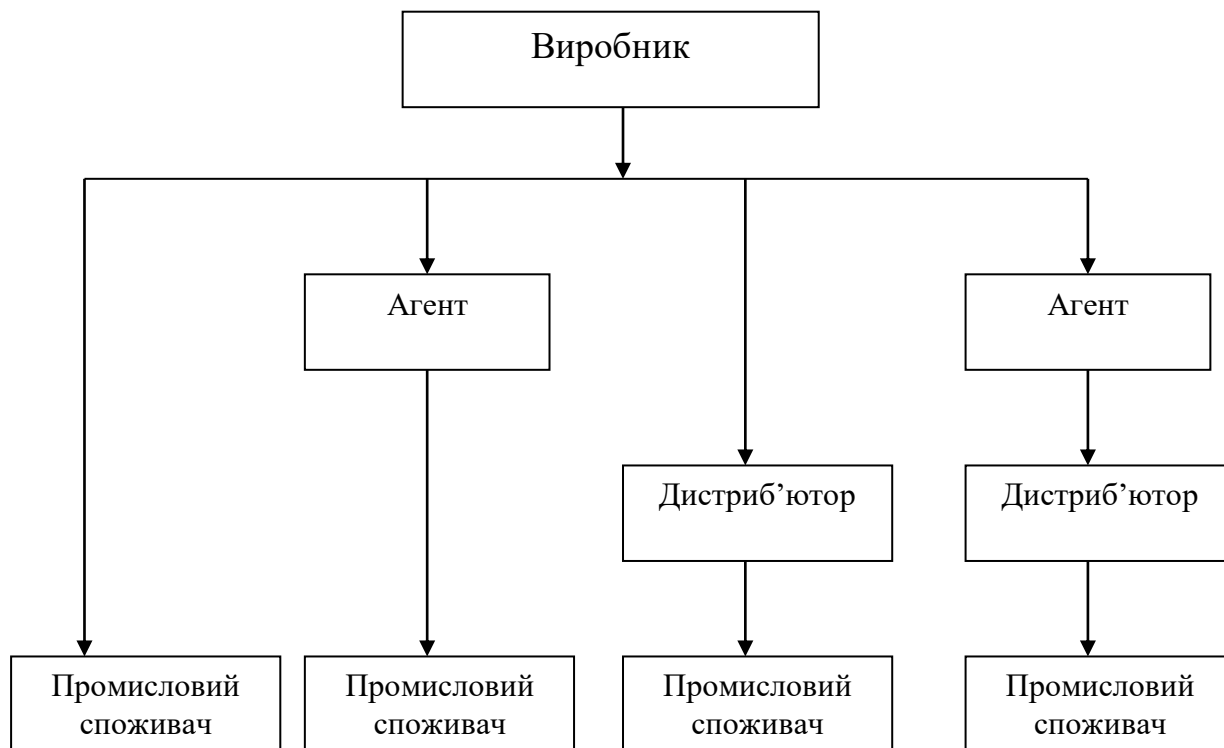 Виробник
Агент
Агент
Дистриб’ютор
Дистриб’ютор
Промисловий
споживач
Промисловий
споживач
Промисловий
споживач
Промисловий
споживач